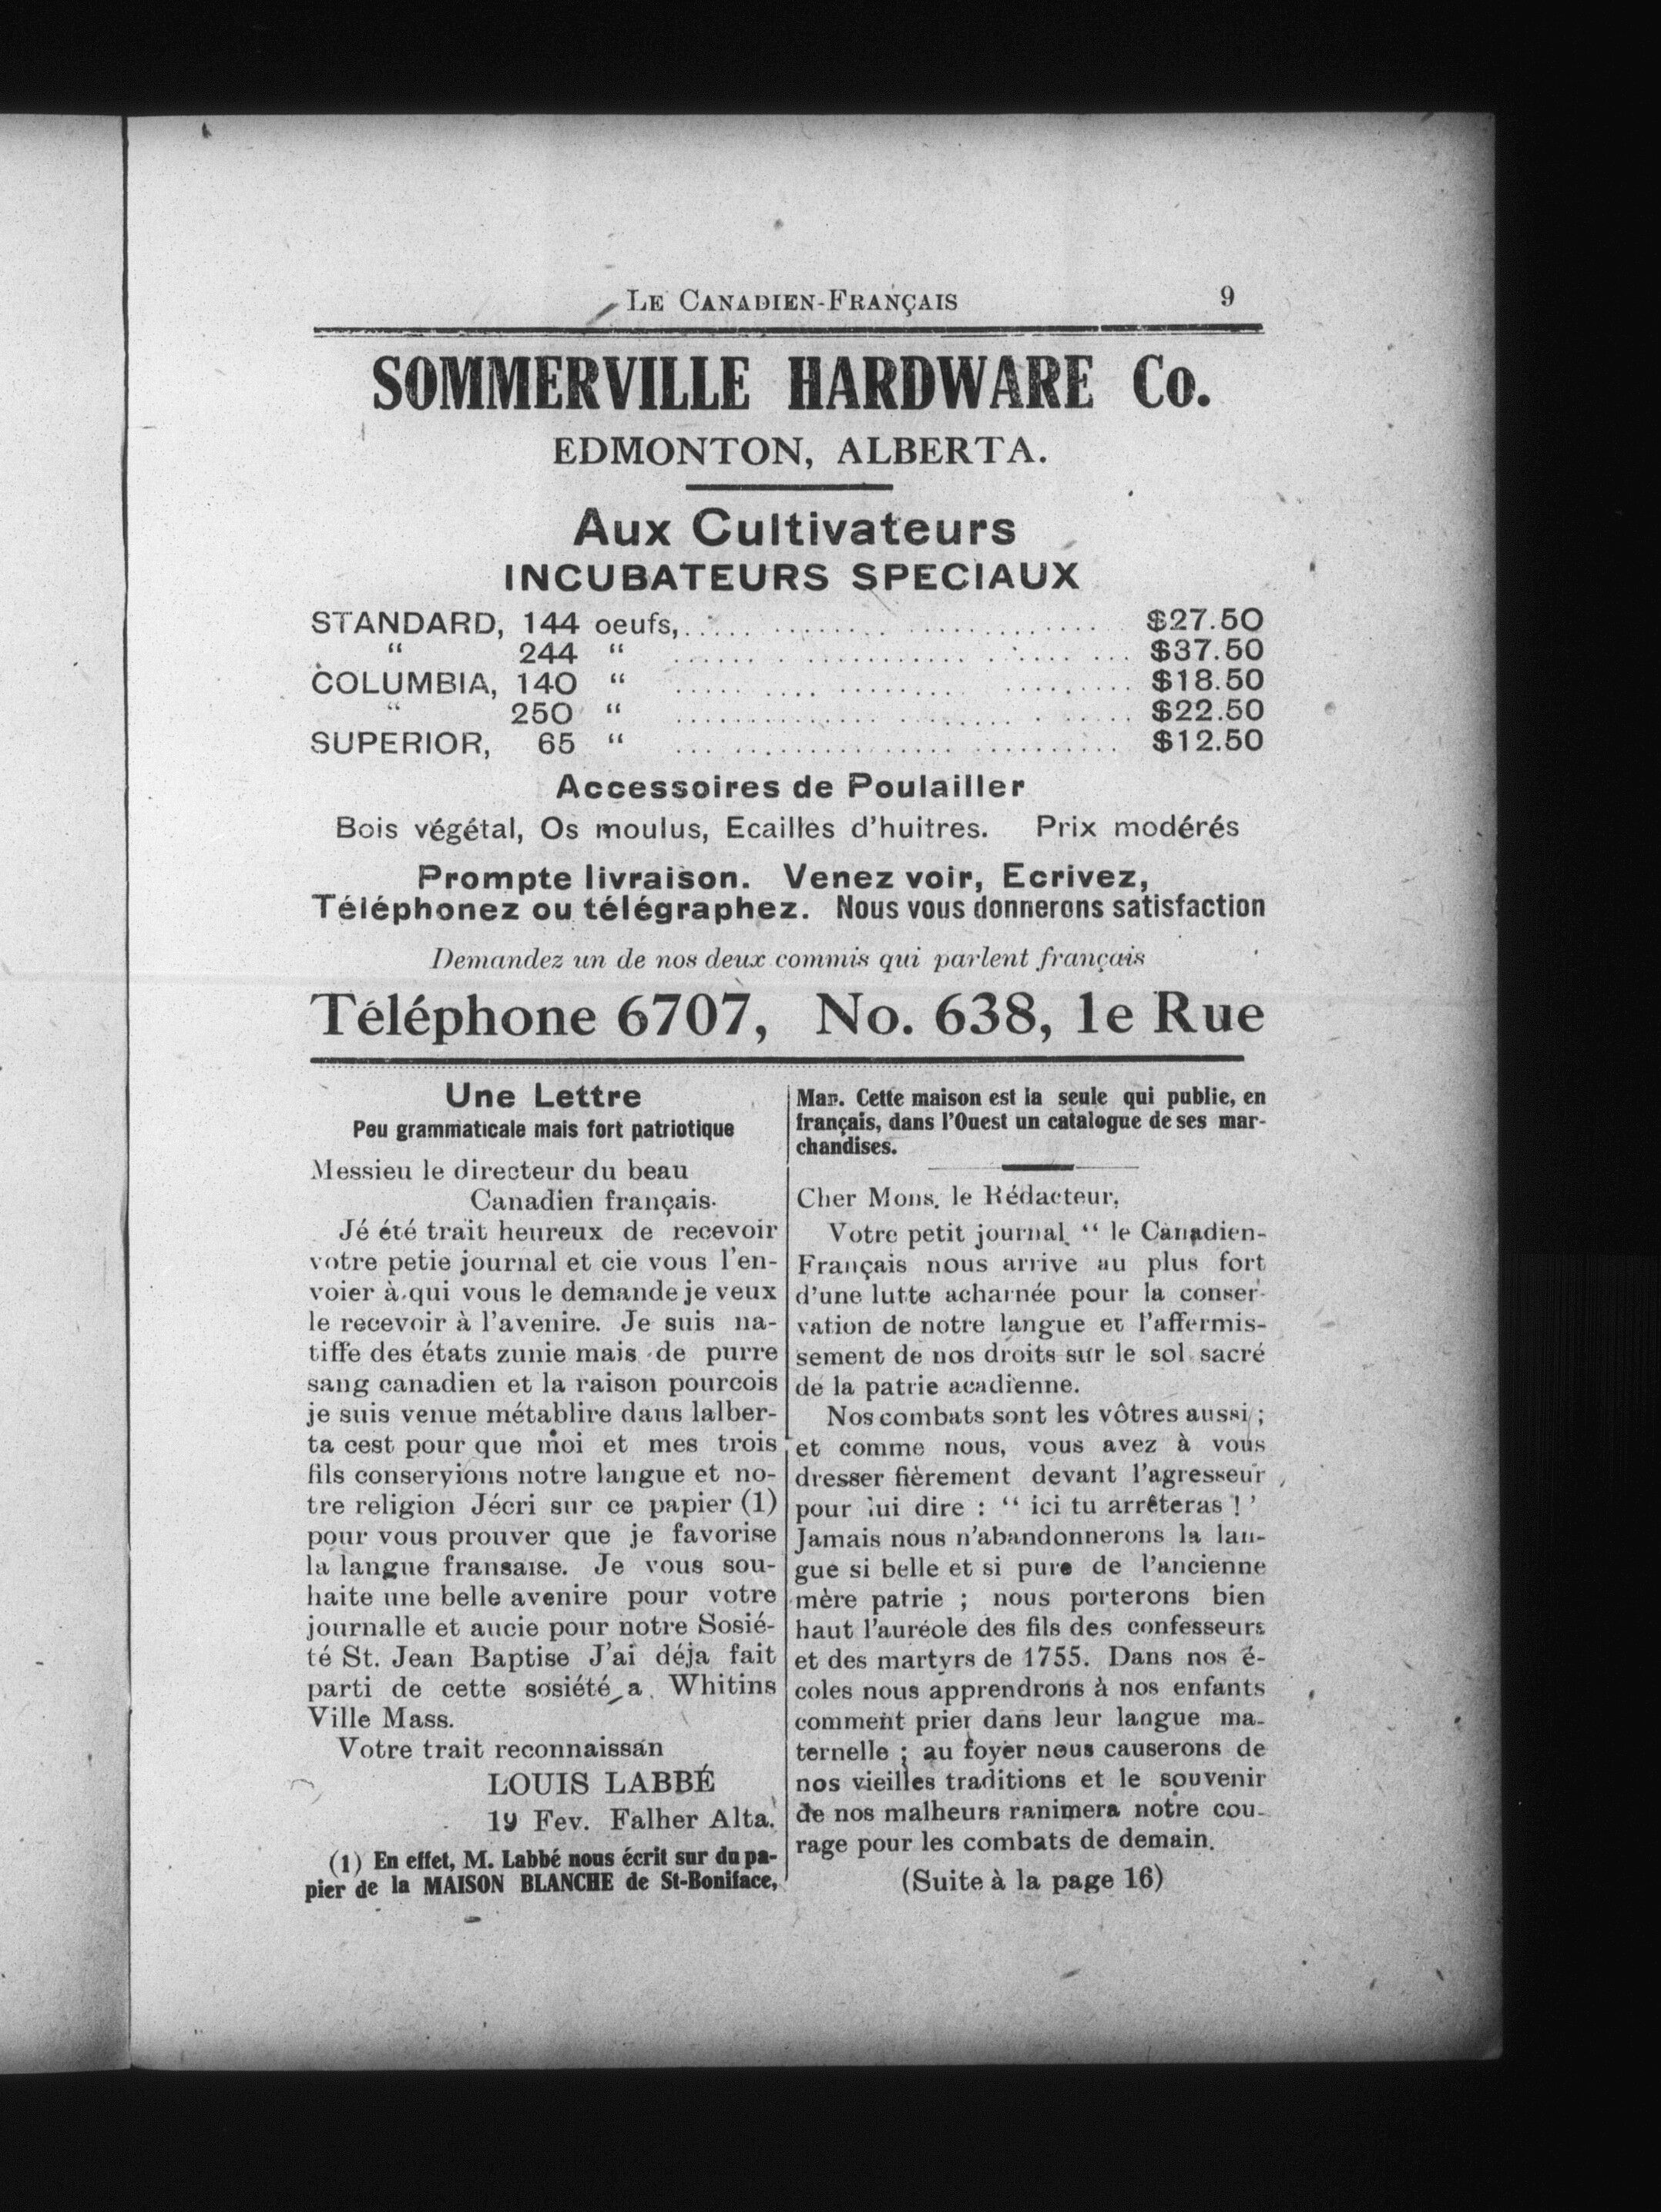 LE CANADIEN-FRANÇAIS 9
SOMMERVILLE HARDWARE Co.
EDMONTON, ALBERTA.
Aux Cultivateurs
INCUBATEURS SPECIAUX
STANDARD, 144 oeufs, $27.50
“ 244 “ $37.50
COLUMBIA, 140 “ $18.50
“ 250 “ $22.50
SUPERIOR, 65 “ $12.50
Accessoires de Poulailler
Bois végétal, Os moulus, Ecailles d'huitres. Prix modérés
Prompte livraison. Venez voir, Ecrivez,
Téléphonez ou télégraphez. Nous vous donnerons satisfaction
Demandez un de nos deux commis qui parlent français
Téléphone 6707, No. 638, 1e Rue
Une Lettre
Peu grammaticale mais fort patriotique
Messieu le directeur du beau
Canadien français.
Jé été trait heureux de recevoir
votre petie journal et cie vous l'en-
voier à qui vous le demande je veux
le recevoir à l'avenire. Je suis na-
tiffe des états zunie mais de purre
sang canadien et la raison pourcois
je suis venue métablire dans lalber-
ta cest pour que moi et mes trois
fils conservions notre langue et no-
tre religion Jécri sur ce papier (1)
pour vous prouver que je favorise
la langue fransaise. Je vous sou-
haite une belle avenire pour votre
journalle et aucie pour notre Sosié-
té St. Jean Baptise J'ai déja fait
parti de cette sosiété a Whitins
Ville Mass.
Votre trait reconnaissan
LOUIS LABBÉ
19 Fev. Falher Alta.
(1) En effet, M. Labbé nous écrit sur du pa-
pier de la MAISON BLANCHE de St-Boniface,
Man. Cette maison est la seule qui publie, en
français, dans l'Ouest un catalogue de ses mar-
chandises.
Cher Mons. le Rédacteur,
Votre petit journal “ le Canadien-
Français nous arrive au plus fort
d'une lutte acharnée pour la conser-
vation de notre langue et l'affermis-
sement de nos droits sur le sol sacré
de la patrie acadienne.
Nos combats sont les vôtres aussi ;
et comme nous, vous avez à vous
dresser fièrement devant l'agresseur
pour lui dire : “ ici tu arrêteras ! ’
Jamais nous n'abandonnerons la lan-
gue si belle et si pure de l'ancienne
mère patrie ; nous porterons bien
haut l'auréole des fils des confesseurs
et des martyrs de 1755. Dans nos é-
coles nous apprendrons à nos enfants
comment prier dans leur langue ma-
ternelle ; au foyer nous causerons de
nos vieilles traditions et le souvenir
de nos malheurs ranimera notre cou-
rage pour les combats de demain.
(Suite à la page 16)